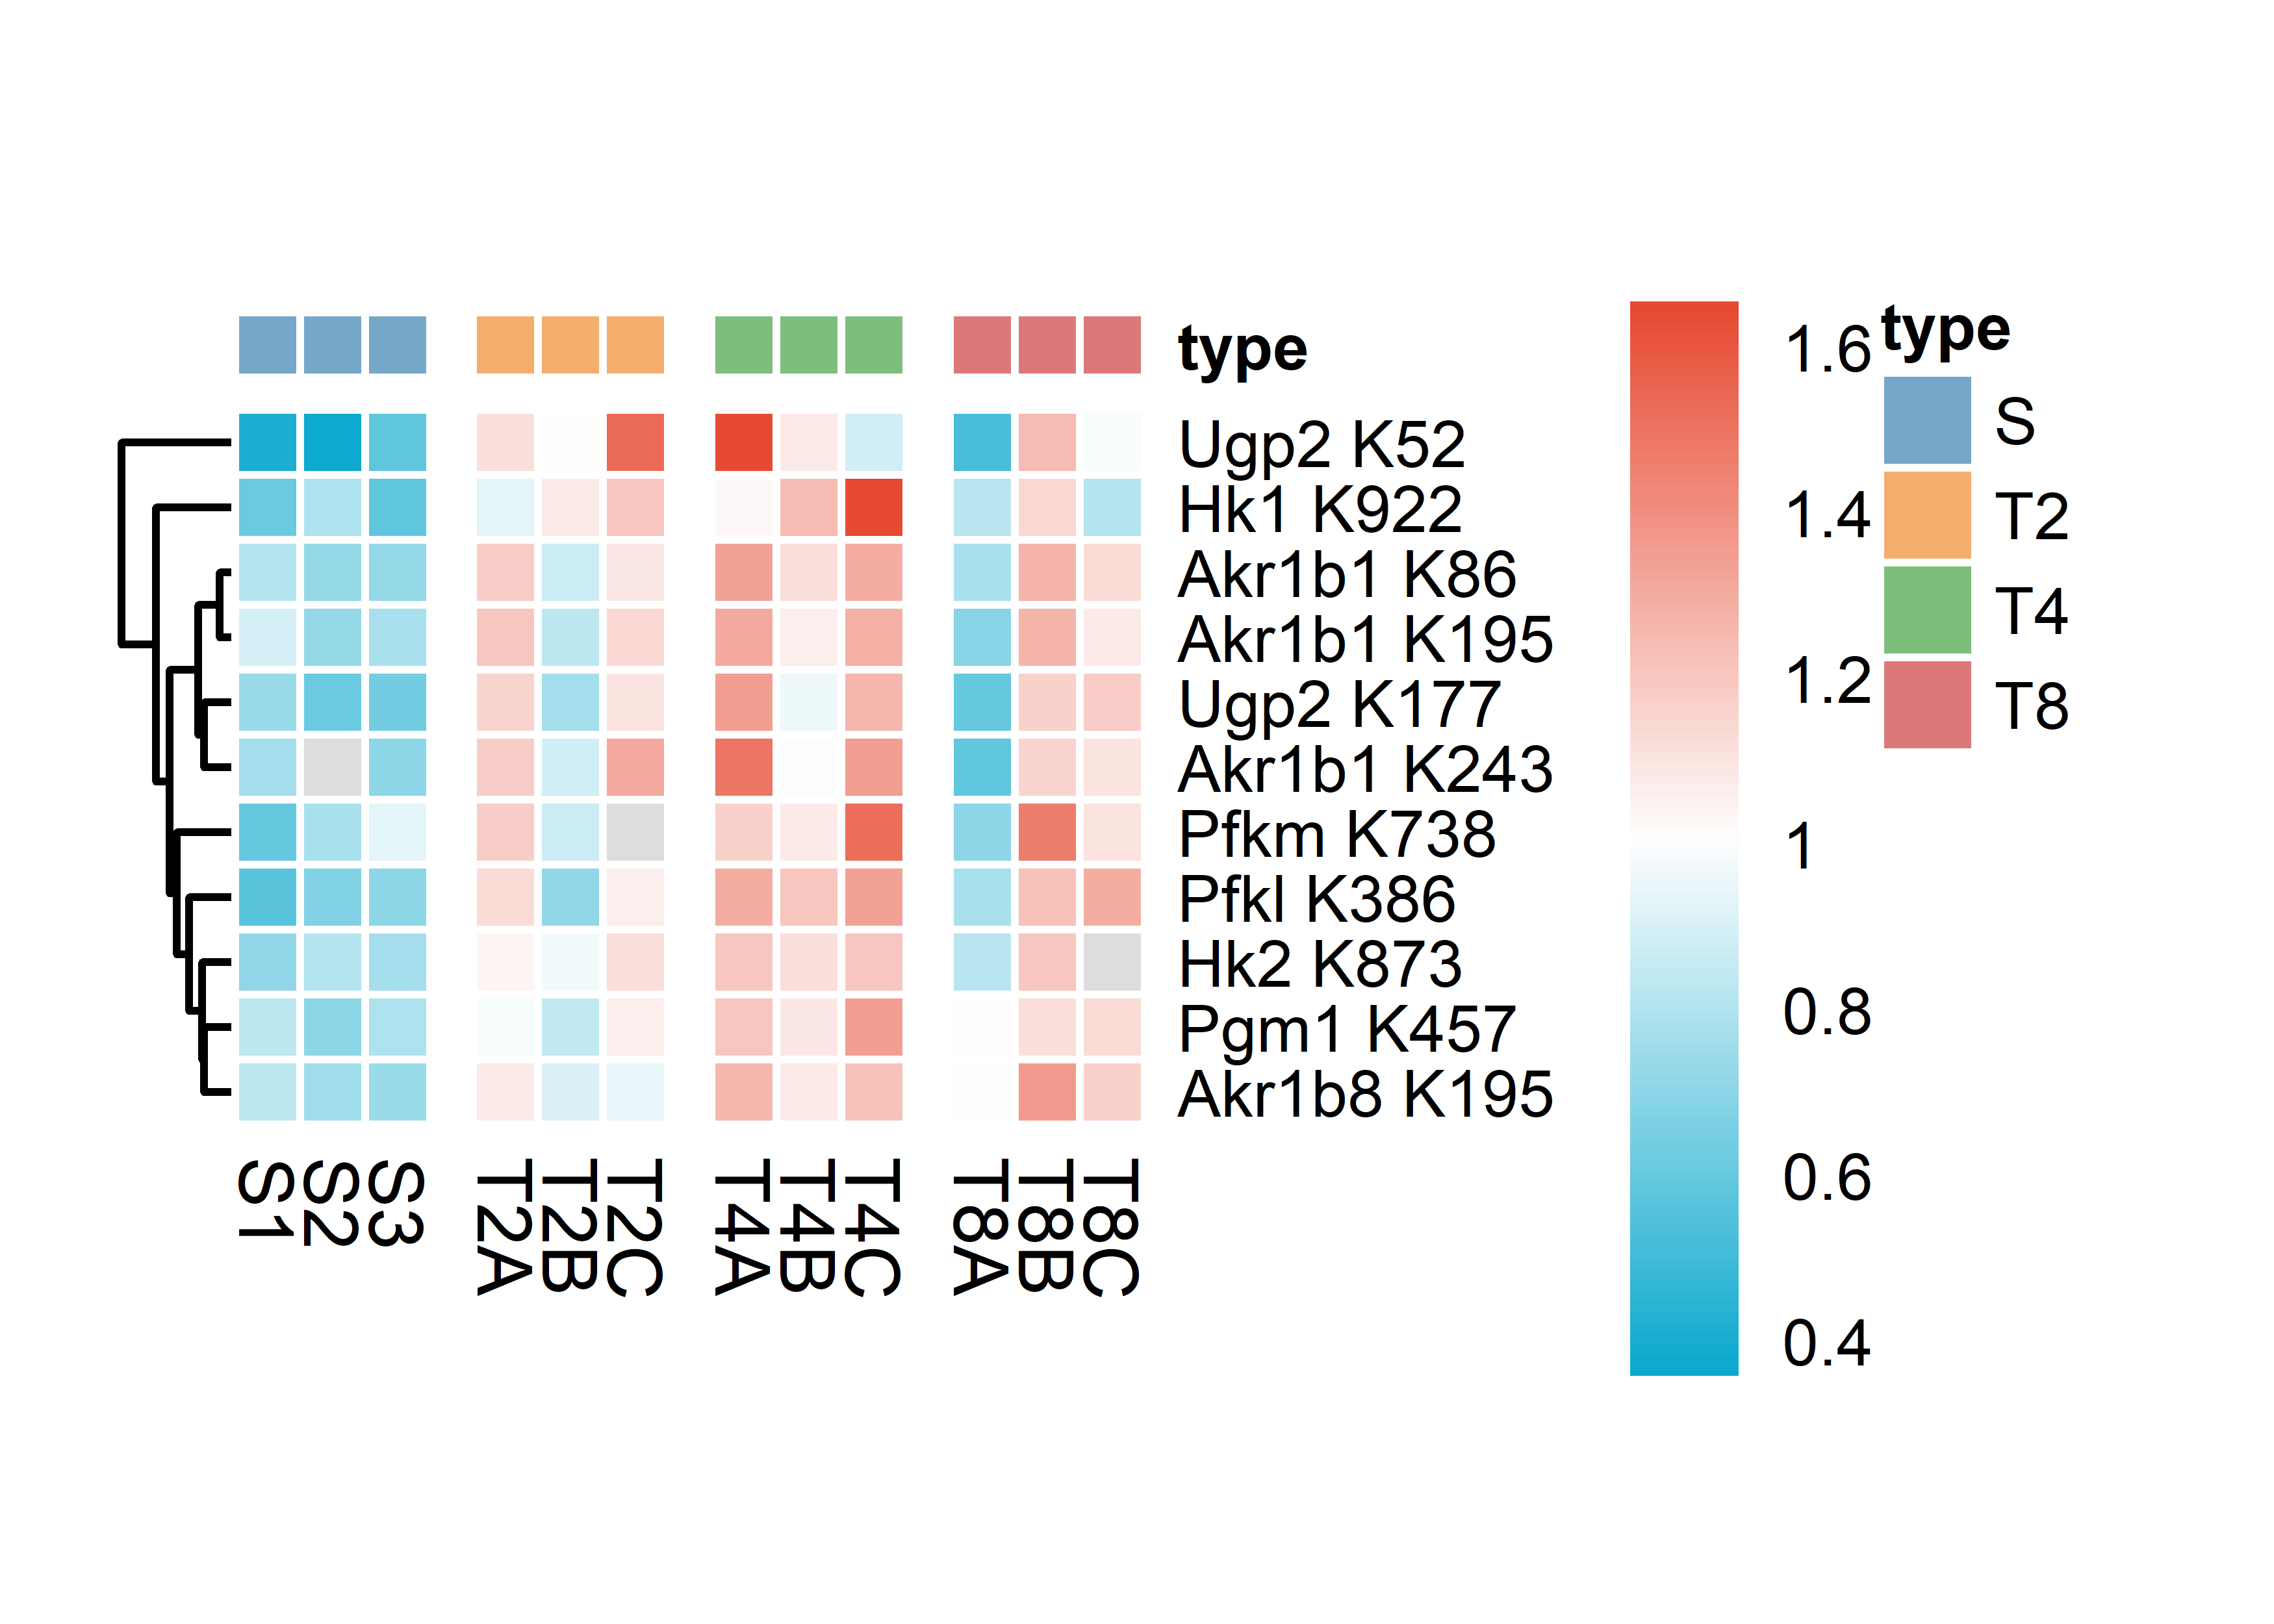 type
Ugp2 K52
Hk1 K922
Akr1b1 K86
Akr1b1 K195
Ugp2 K177
Akr1b1 K243
Pfkm K738
Pfkl K386
Hk2 K873
Pgm1 K457
Akr1b8 K195
S1
S2
S3
T2A
T2B
T2C
T4A
T4B
T4C
T8A
T8B
T8C
1.6
1.4
1.2
1
0.8
0.6
0.4
type
S
T2
T4
T8